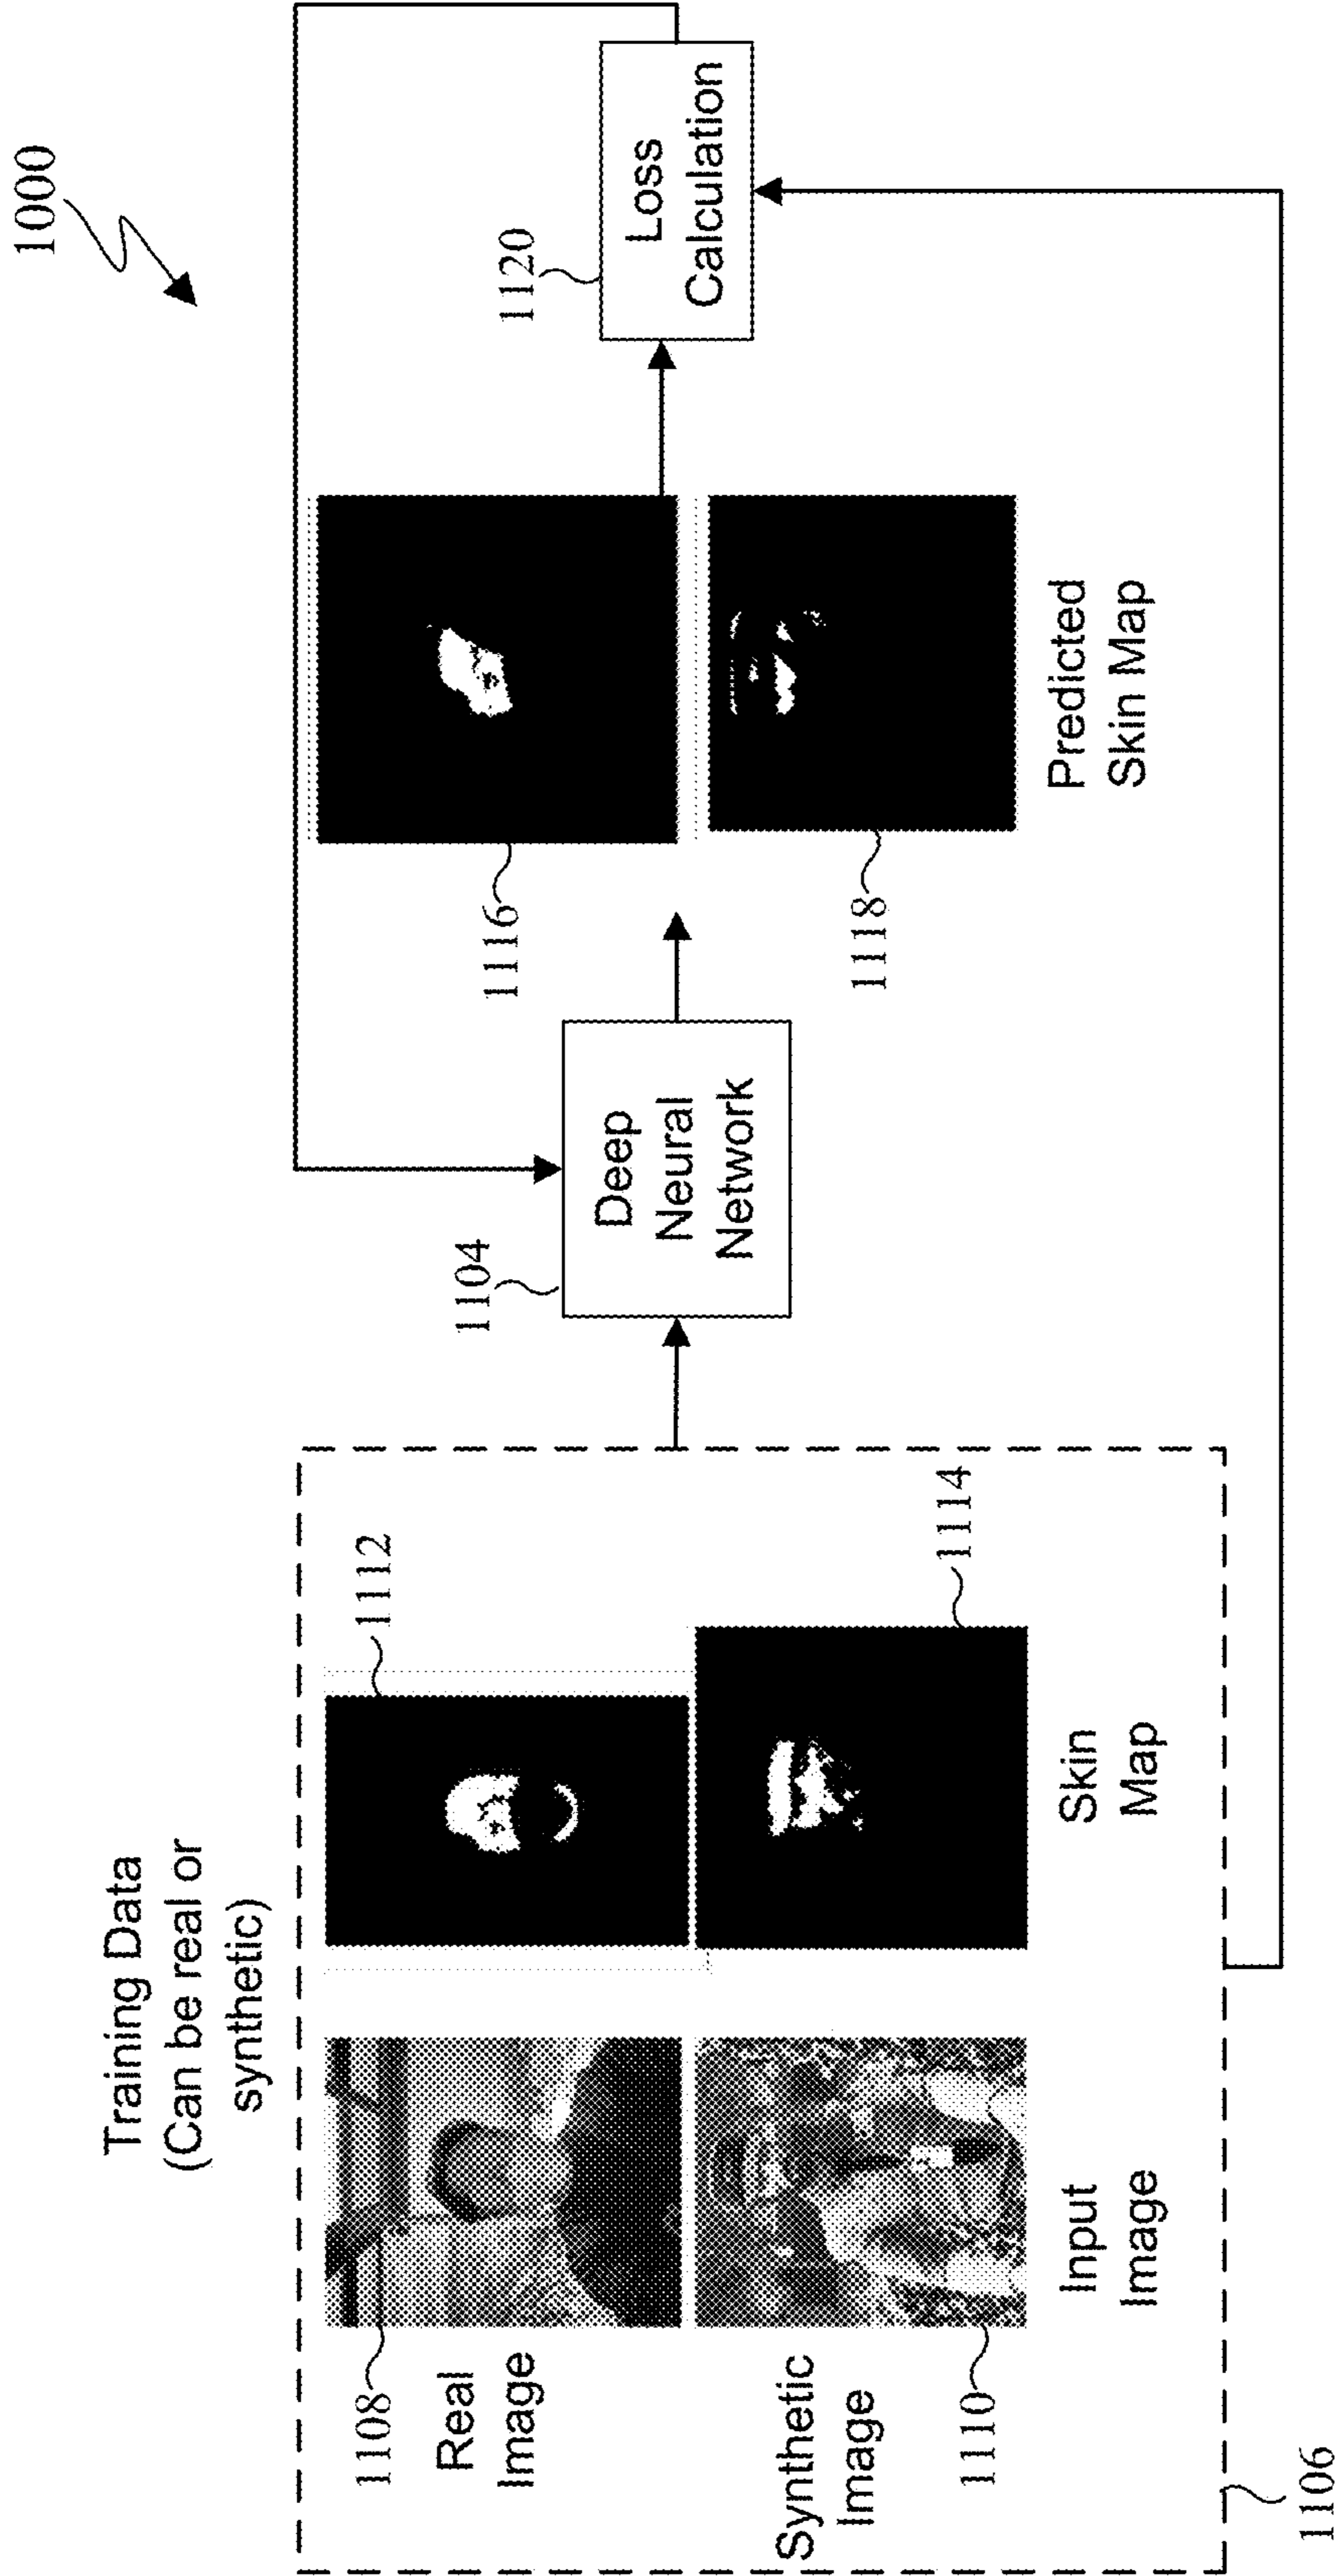 1000
Training Data
(Can be real or
synthetic)
1108
Real
Image
Synthetic
Image
1110
Input
Image
1112
1114
Skin
Map
1106
1104
Deep
Neural
Network
1116
1118
Predicted
Skin Map
1120
Loss
Calculation